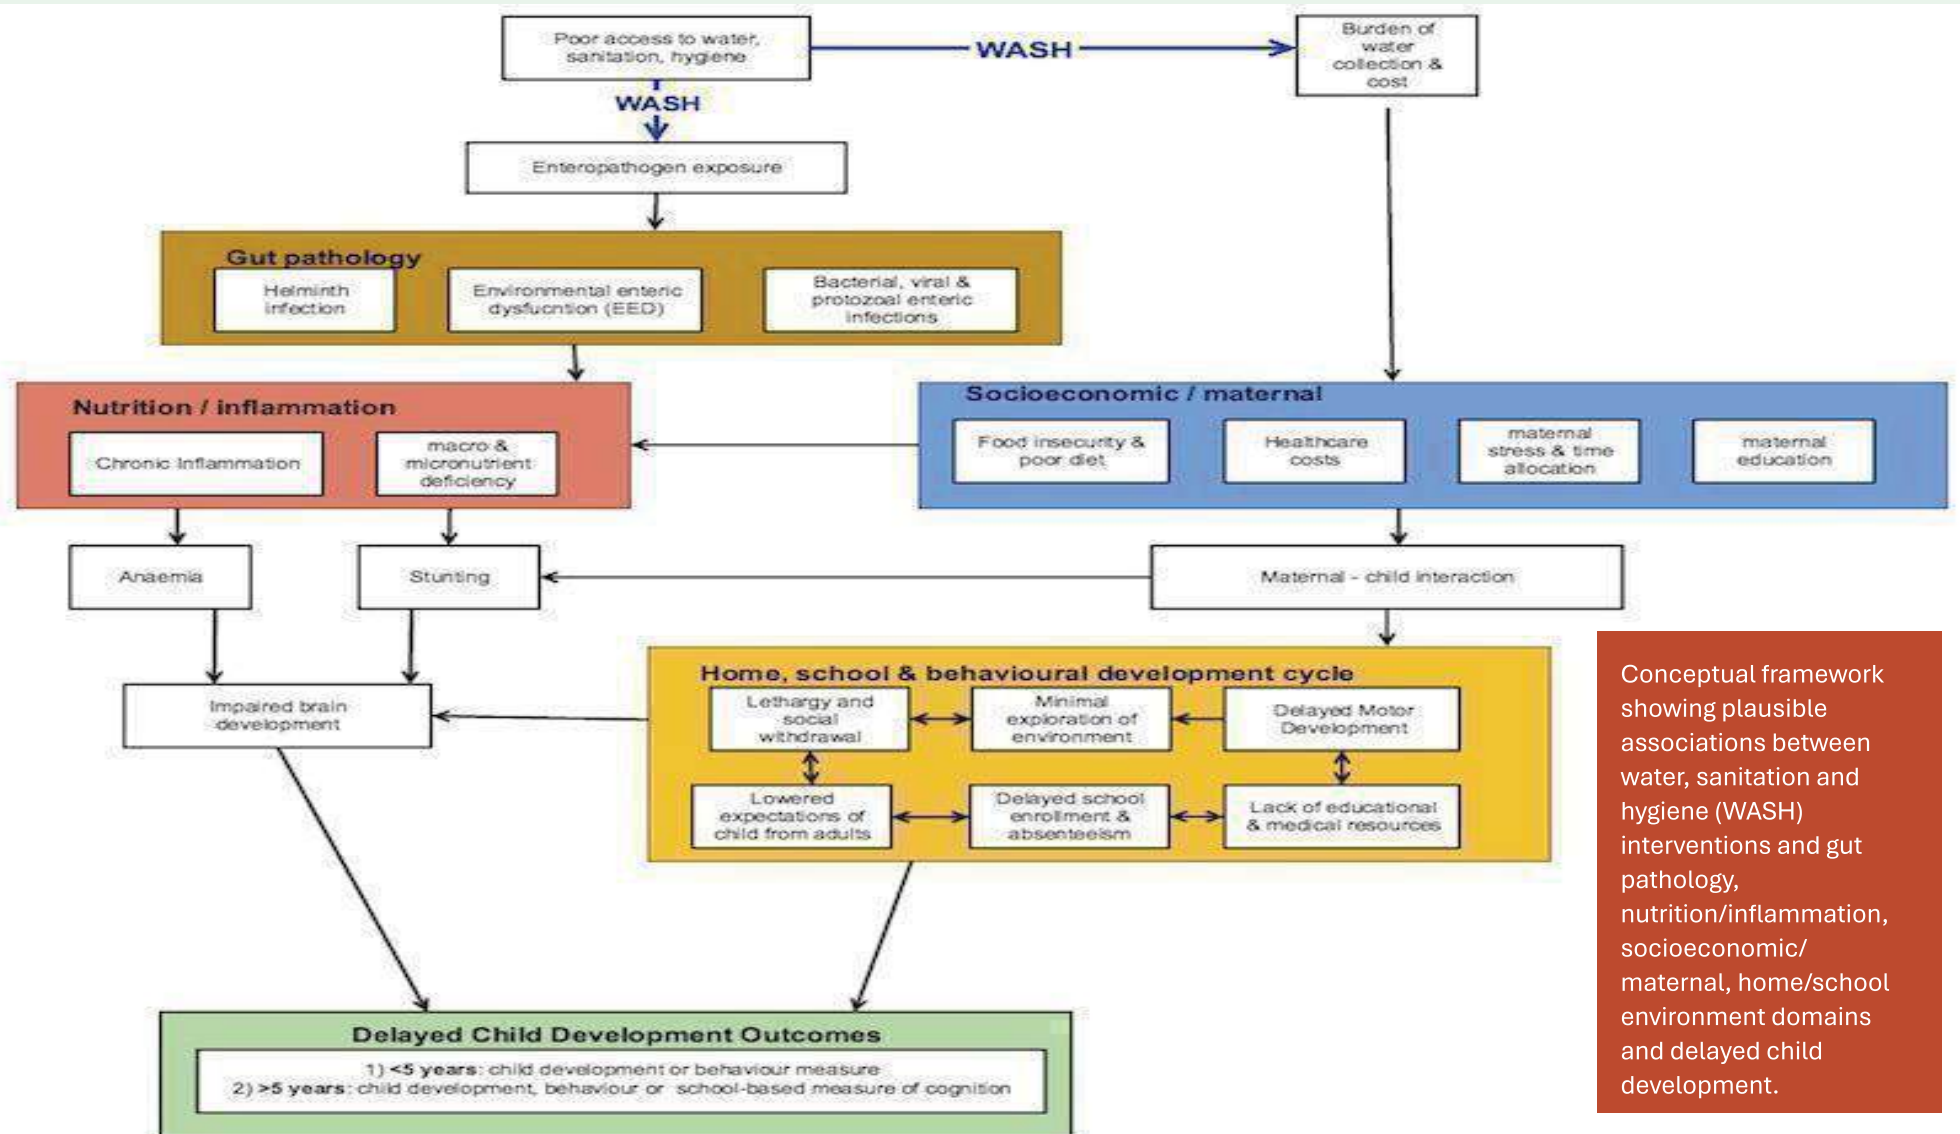 Poor access to water,
sanitation, hygiene
WASH
Burden of
water
collection &
cost
WASH
Enteropathogen exposure
Gut pathology
Helminth
infection
Environmental enteric
dysfucntion (EED)
Bacterial, viral &
protozoal enteric
infections
Nutrition / inflammation
Chronic Inflammation
macro &
micronutrient
deficiency
Socioeconomic / maternal
Food insecurity &
poor diet
Healthcare
costs
maternal
stress & time
allocation
maternal
education
Anaemia
Stunting
Maternal - child interaction
Impaired brain
development
Home, school & behavioural development cycle
Lethargy and
social
withdrawal
Minimal
exploration of
environment
Delayed Motor
Development
Lowered
expectations of
child from adults
Delayed school
enrollment &
absenteeism
Lack of educational
& medical resources
Conceptual framework
showing plausible
associations between
water, sanitation and
hygiene (WASH)
interventions and gut
pathology,
nutrition/inflammation,
socioeconomic/
maternal, home/school
environment domains
and delayed child
development.
Delayed Child Development Outcomes
1) <5 years: child development or behaviour measure
2) >5 years: child development, behaviour or school-based measure of cognition